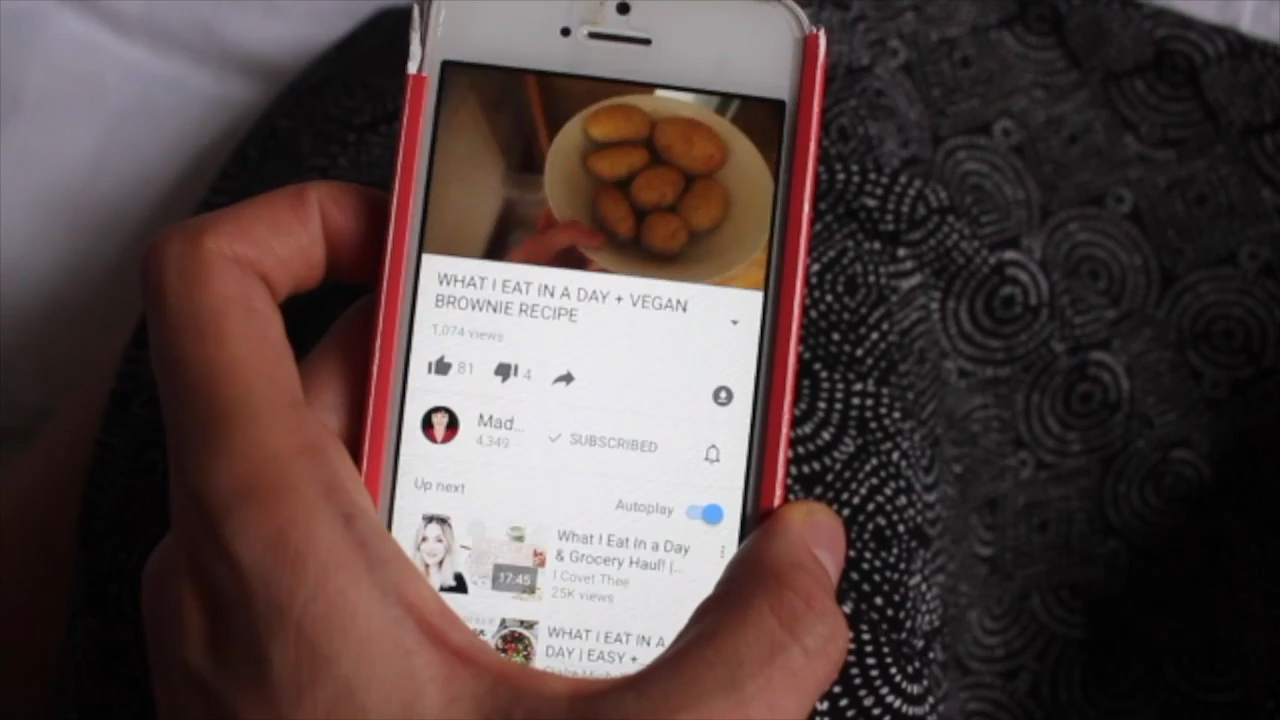 WHAT I EAT IN A DAY + VEGAN
BROWNIE RECIPE
1,074 views
81
4
Mad...
4,349
SUBSCRIBED
Up next
Autoplay
What I Eat In a Day
& Grocery Haul! |...
I Covet Thee
25K views
17:45
WHAT I EAT IN A
DAY | EASY +